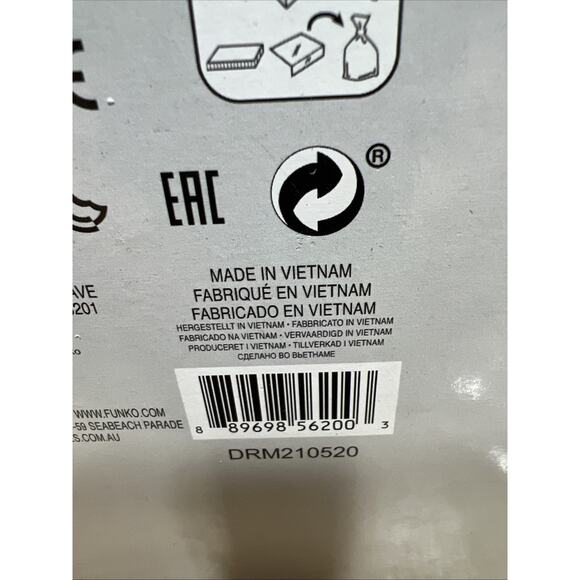 EAC
®
AVE
MADE IN VIETNAM
FABRIQUÉ EN VIETNAM
FABRICADO EN VIETNAM
HERGESTELLT IN VIETNAM • FABBRICATO IN VIETNAM
FABRICADO NA VIETNAM • VERVAARDIGD IN VIETNAM
PRODUCERET I VIETNAM • TILLVERKAD I VIETNAM
СДЕЛАНО ВО ВЬЕТНАМЕ
WWW.FUNKO.COM
-59 SEABEACH PARADE
S.COM.AU
8 89698 56200 3
DRM210520